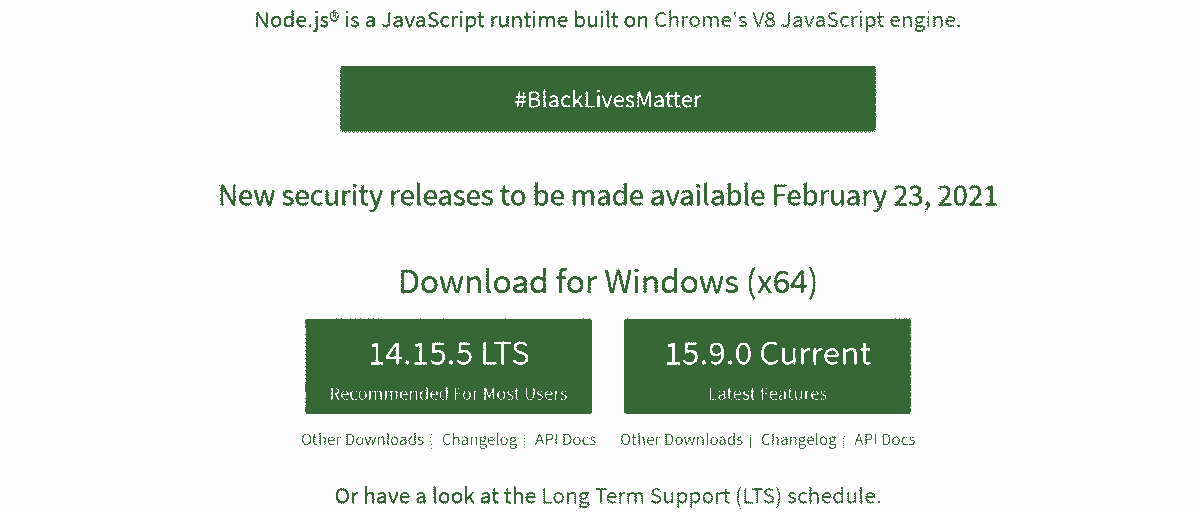 Node.js® is a JavaScript runtime built on Chrome's V8 JavaScript engine.
#BlackLivesMatter
New security releases to be made available February 23, 2021
Download for Windows (x64)
14.15.5 LTS 15.9.0 Current
Recommended For Most Users Latest Features
Other Downloads | Changelog | API Docs Other Downloads | Changelog | API Docs
Or have a look at the Long Term Support (LTS) schedule.